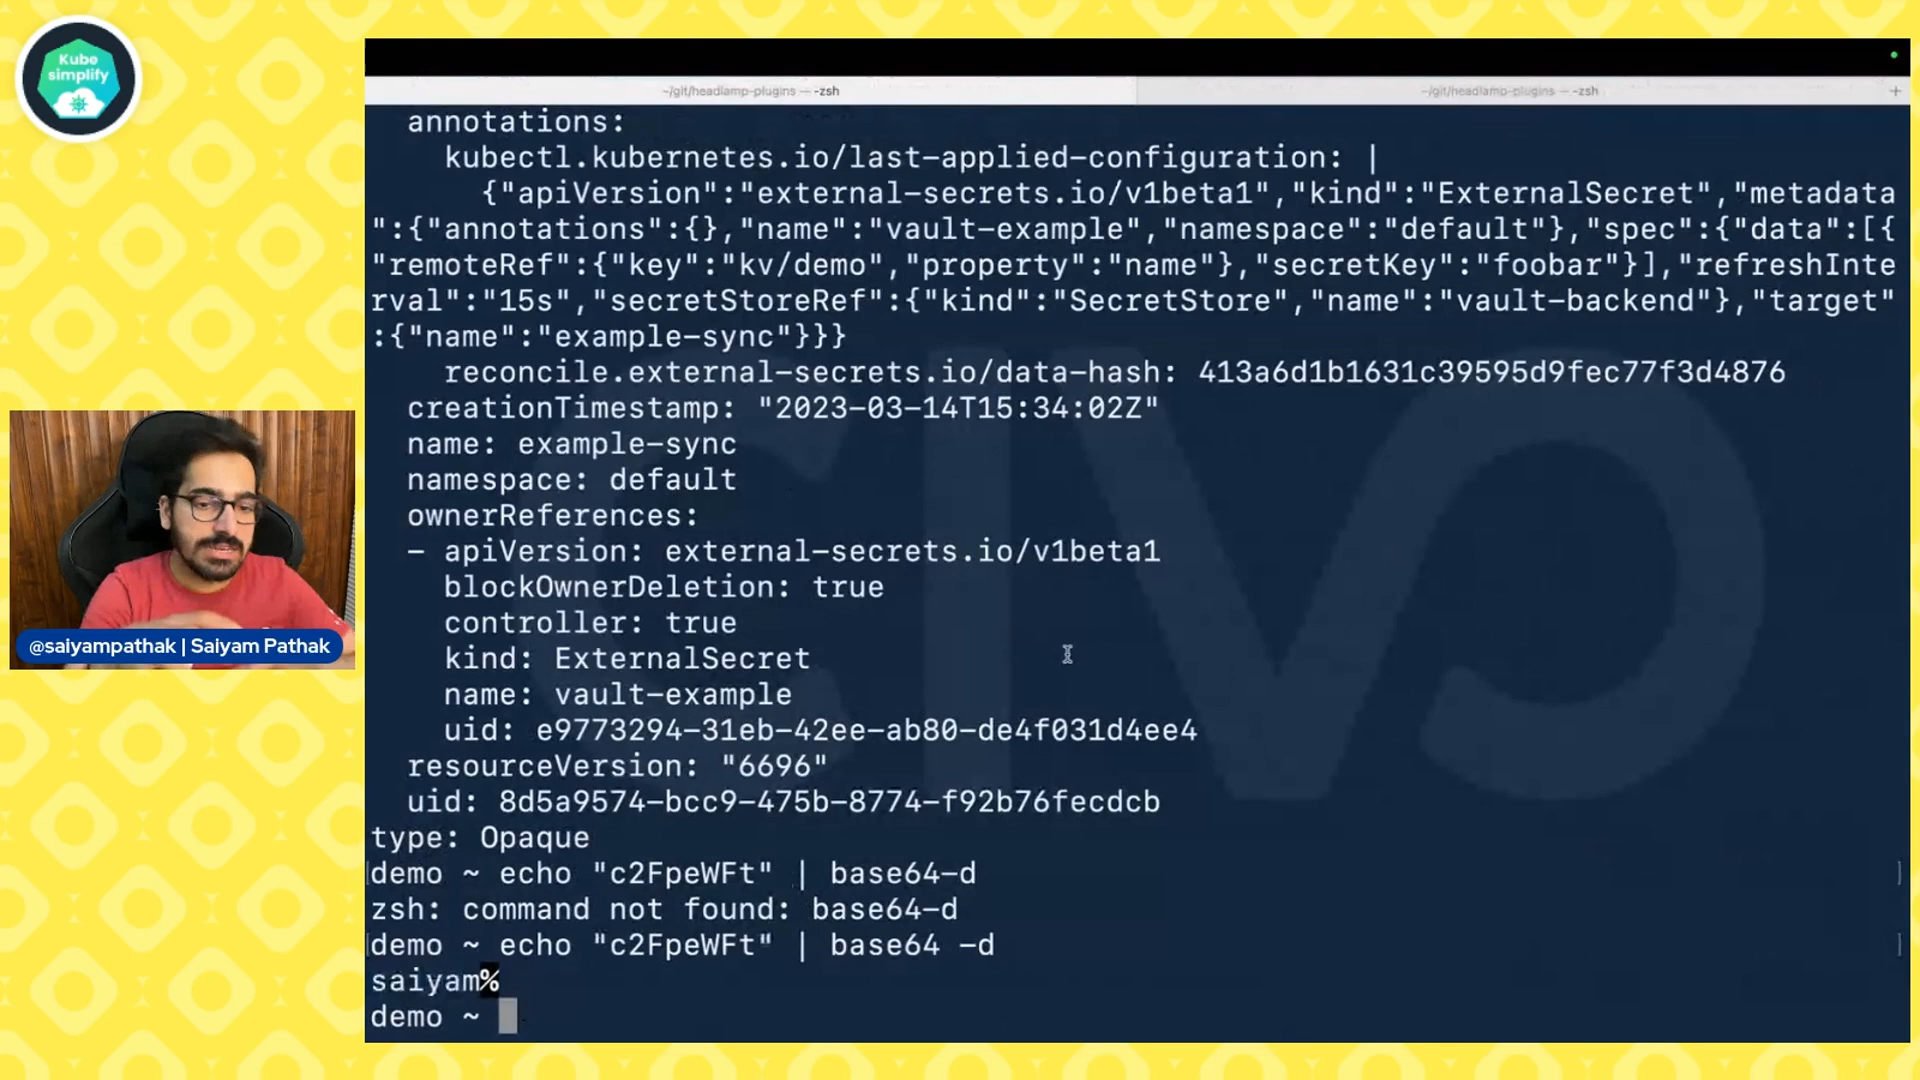 Kube
simplify
~/git/headlamp-plugins — -zsh
~/git/headlamp-plugins — -zsh
+
annotations:
kubectl.kubernetes.io/last-applied-configuration: |
{"apiVersion":"external-secrets.io/v1beta1","kind":"ExternalSecret","metadata
":{"annotations":{},"name":"vault-example","namespace":"default"},"spec":{"data":[{
"remoteRef":{"key":"kv/demo","property":"name"},"secretKey":"foobar"}],"refreshInte
rval":"15s","secretStoreRef":{"kind":"SecretStore","name":"vault-backend"},"target"
:{"name":"example-sync"}}}
reconcile.external-secrets.io/data-hash: 413a6d1b1631c39595d9fec77f3d4876
creationTimestamp: "2023-03-14T15:34:02Z"
name: example-sync
namespace: default
ownerReferences:
- apiVersion: external-secrets.io/v1beta1
blockOwnerDeletion: true
controller: true
kind: ExternalSecret
name: vault-example
uid: e9773294-31eb-42ee-ab80-de4f031d4ee4
resourceVersion: "6696"
uid: 8d5a9574-bcc9-475b-8774-f92b76fecdcb
type: Opaque
demo ~ echo "c2FpeWFt" | base64-d
zsh: command not found: base64-d
demo ~ echo "c2FpeWFt" | base64 -d
saiyam%
demo ~
CIVO
@saiyampathak | Saiyam Pathak